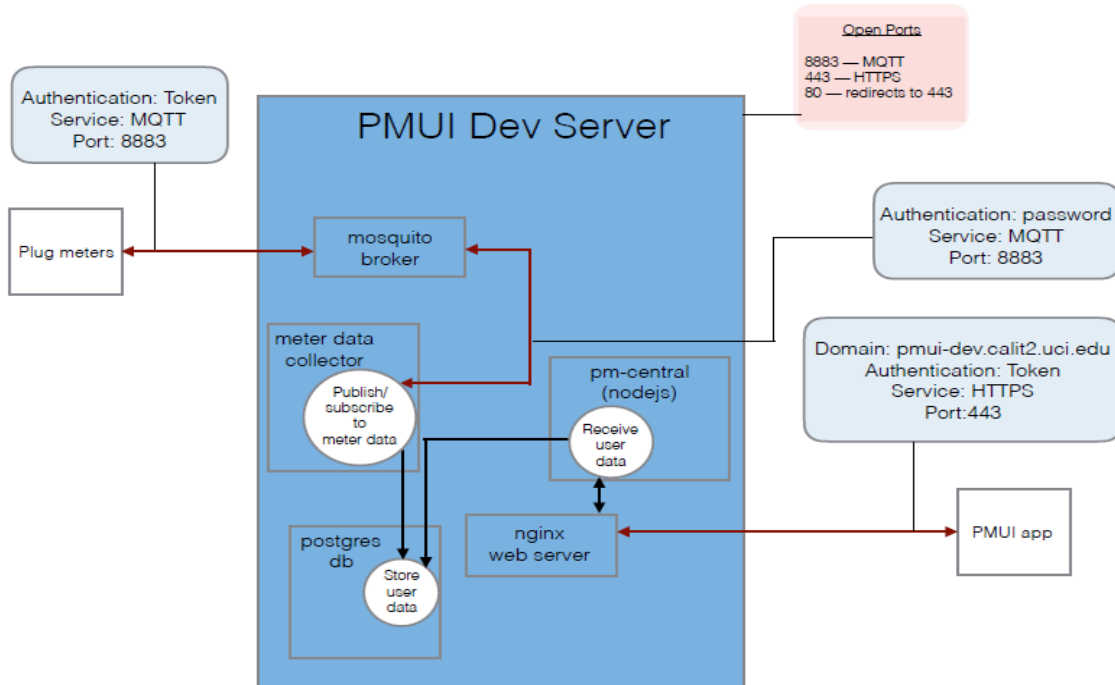 Open Ports
8883 — MQTT
443 — HTTPS
80 — redirects to 443
Authentication: Token
Service: MQTT
Port: 8883
PMUI Dev Server
Authentication: password
Service: MQTT
Port: 8883
Plug meters
mosquito
broker
meter data
collector
Publish/
subscribe
to
meter data
pm-central
(nodejs)
Receive
user
data
Domain: pmui-dev.calit2.uci.edu
Authentication: Token
Service: HTTPS
Port:443
nginx
web server
PMUI app
postgres
db
Store
user
data